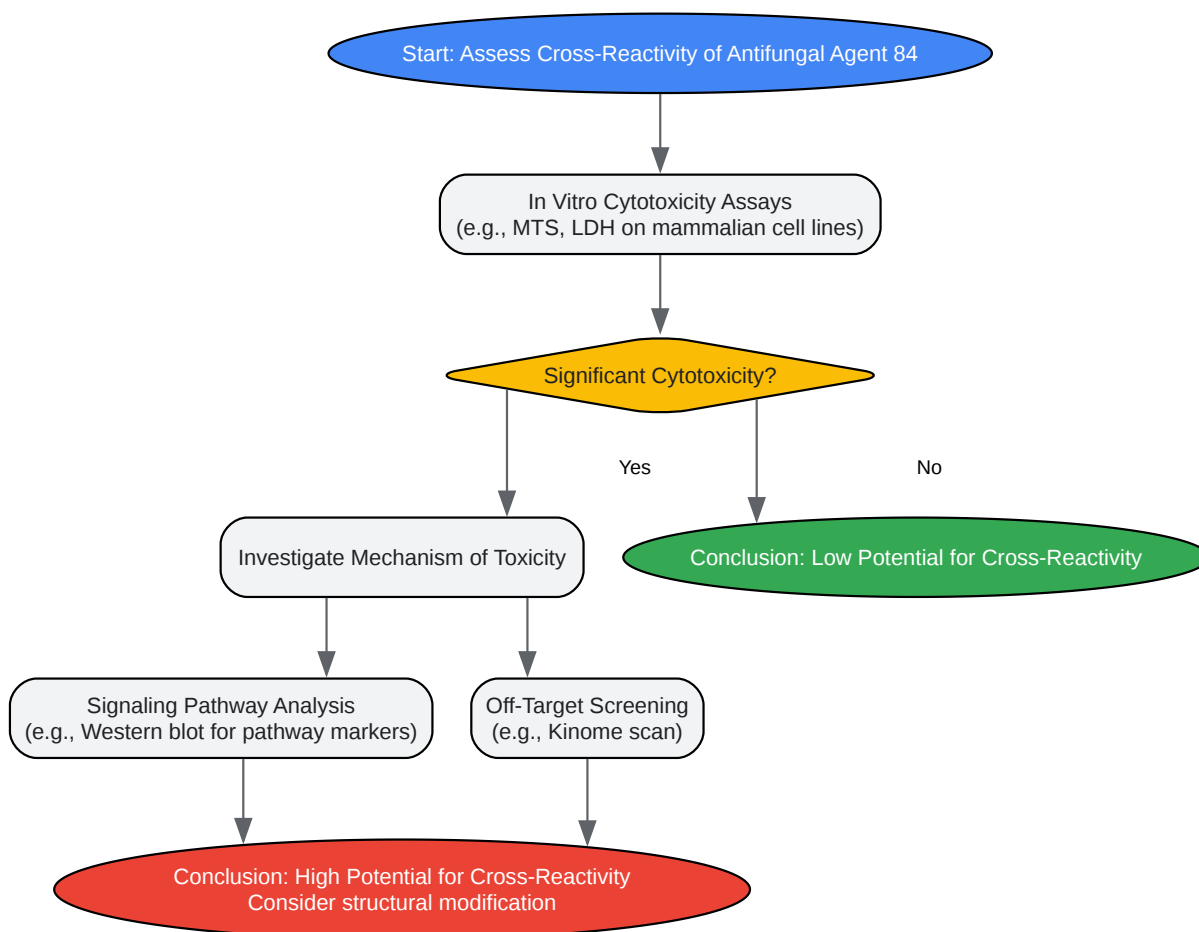 Start: Assess Cross-Reactivity of Antifungal Agent 84
In Vitro Cytotoxicity Assays
(e.g., MTS, LDH on mammalian cell lines)
Significant Cytotoxicity?
Yes
No
Investigate Mechanism of Toxicity
Conclusion: Low Potential for Cross-Reactivity
Signaling Pathway Analysis
(e.g., Western blot for pathway markers)
Off-Target Screening
(e.g., Kinome scan)
Conclusion: High Potential for Cross-Reactivity
Consider structural modification